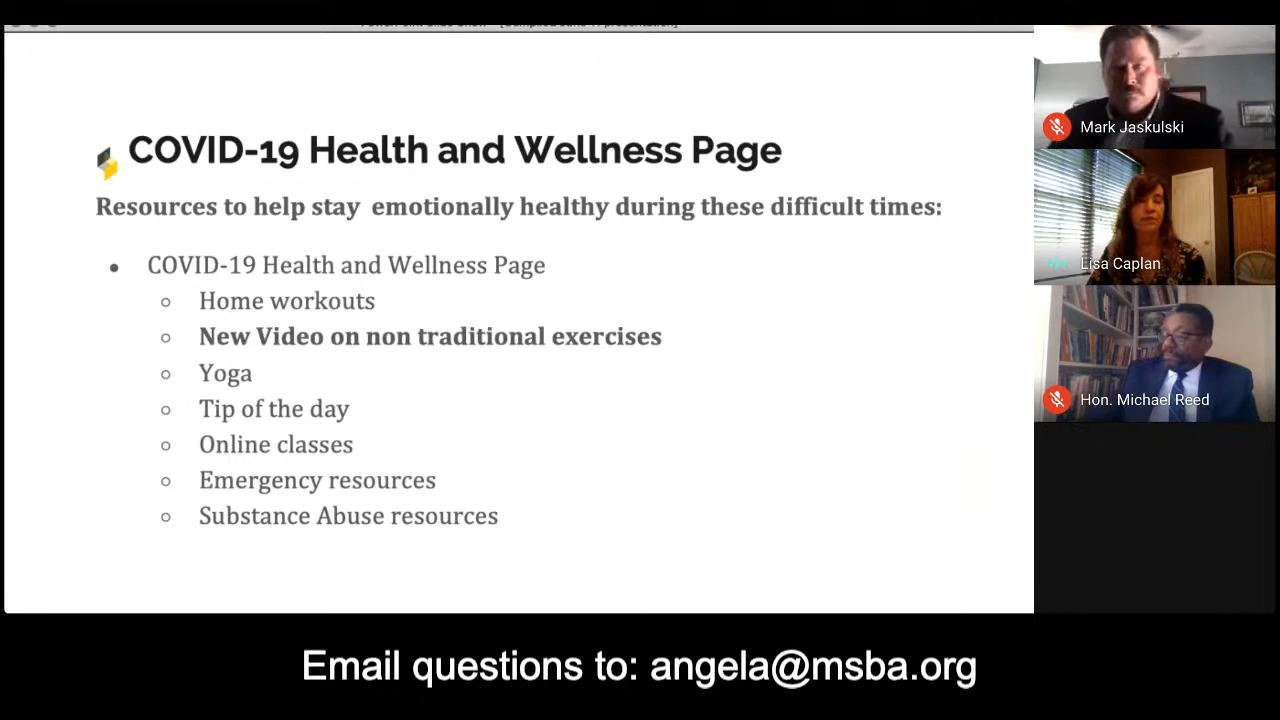 COVID-19 Health and Wellness Page
Resources to help stay emotionally healthy during these difficult times:
COVID-19 Health and Wellness Page
Home workouts
New Video on non traditional exercises
Yoga
Tip of the day
Online classes
Emergency resources
Substance Abuse resources
Mark Jaskulski
Lisa Caplan
Hon. Michael Reed
Email questions to: angela@msba.org